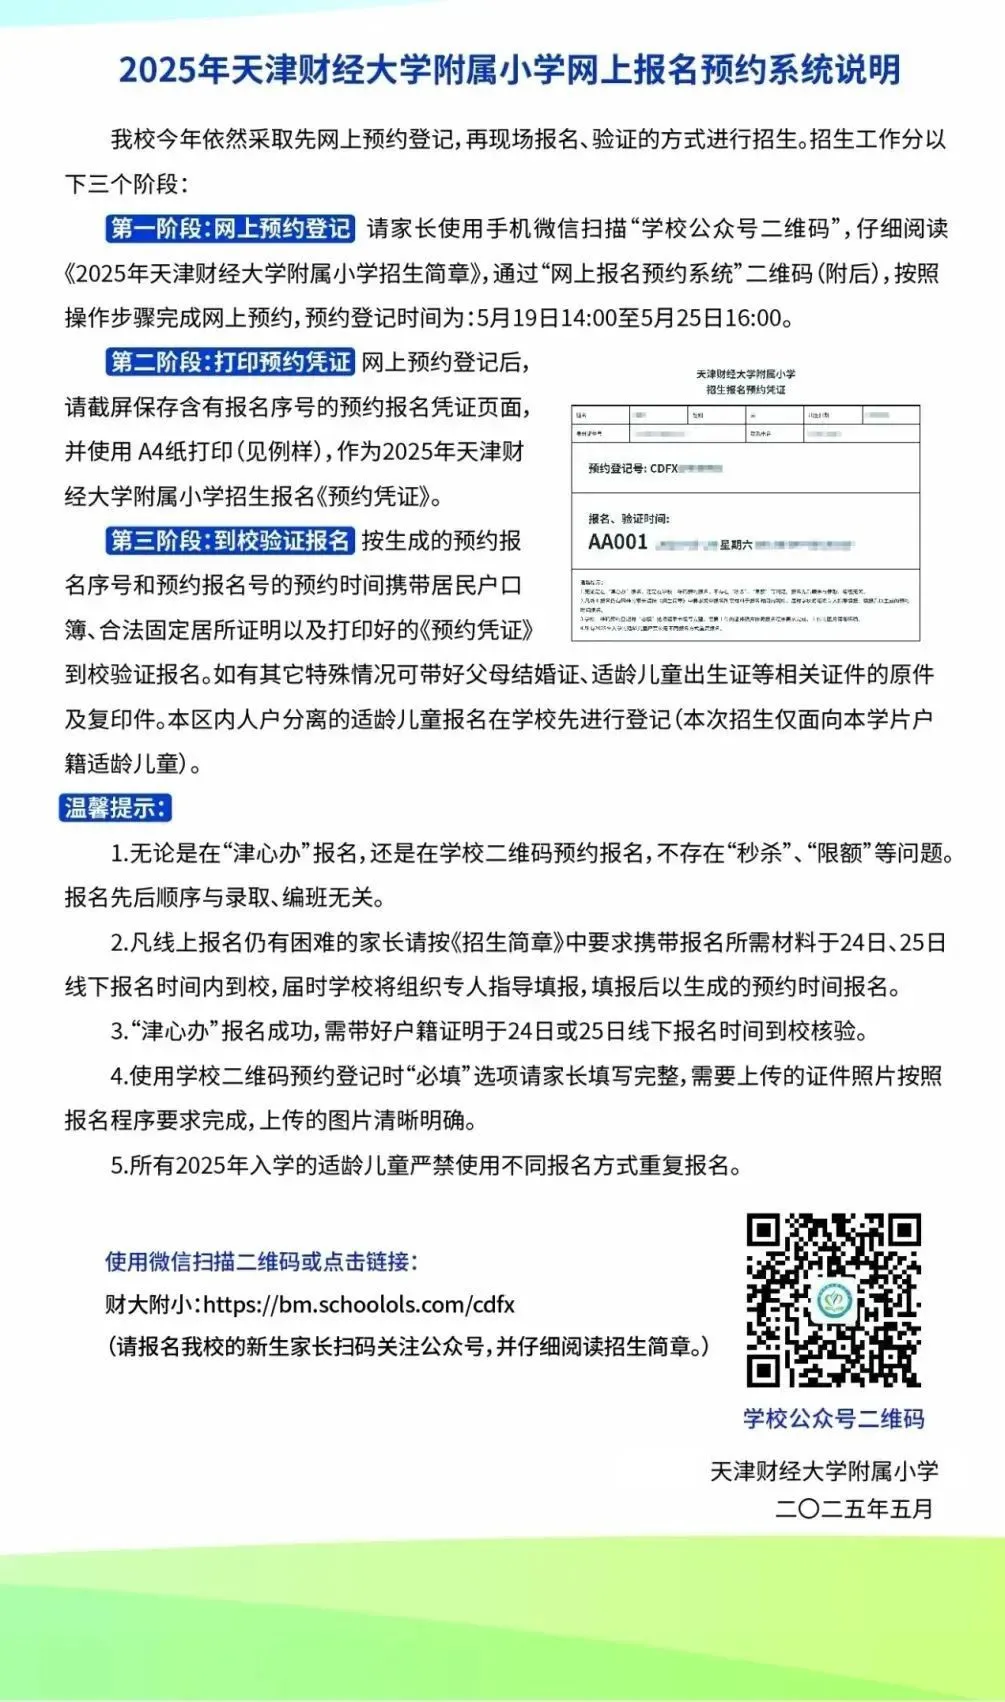 2025年天津财经大学附属小学网上报名预约系统说明
我校今年依然采取先网上预约登记，再现场报名、验证的方式进行招生。招生工作分以
下三个阶段：
第一阶段：网上预约登记 请家长使用手机微信扫描“学校公众号二维码”，仔细阅读
《2025年天津财经大学附属小学招生简章》，通过“网上报名预约系统”二维码（附后），按照
操作步骤完成网上预约，预约登记时间为：5月19日14:00至5月25日16:00。
第二阶段：打印预约凭证 网上预约登记后，
请截屏保存含有报名序号的预约报名凭证页面，
并使用 A4纸打印（见例样），作为2025年天津财
经大学附属小学招生报名《预约凭证》。
天津财经大学附属小学
招生报名预约凭证
预约登记号: CDFX
报名、验证时间:
AA001 星期六
第三阶段：到校验证报名 按生成的预约报
名序号和预约报名号的预约时间携带居民户口
簿、合法固定居所证明以及打印好的《预约凭证》
到校验证报名。如有其它特殊情况可带好父母结婚证、适龄儿童出生证等相关证件的原件
及复印件。本区内人户分离的适龄儿童报名在学校先进行登记（本次招生仅面向本学片户
籍适龄儿童）。
温馨提示：
1.无论是在“津心办”报名，还是在学校二维码预约报名，不存在“秒杀”、“限额”等问题。
报名先后顺序与录取、编班无关。
2.凡线上报名仍有困难的家长请按《招生简章》中要求携带报名所需材料于24日、25日
线下报名时间内到校，届时学校将组织专人指导填报，填报后以生成的预约时间报名。
3.“津心办”报名成功，需带好户籍证明于24日或25日线下报名时间到校核验。
4.使用学校二维码预约登记时“必填”选项请家长填写完整，需要上传的证件照片按照
报名程序要求完成，上传的图片清晰明确。
5.所有2025年入学的适龄儿童严禁使用不同报名方式重复报名。
使用微信扫描二维码或点击链接：
财大附小：https://bm.schoolols.com/cdfx
（请报名我校的新生家长扫码关注公众号，并仔细阅读招生简章。）
学校公众号二维码
天津财经大学附属小学
二〇二五年五月